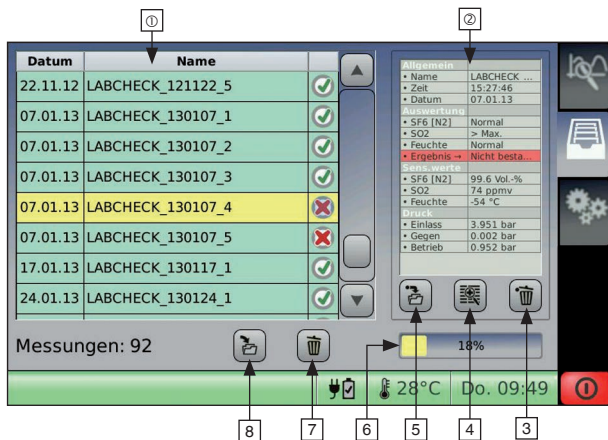 ① ②
Datum Name
22.11.12 LABCHECK_121122_5
07.01.13 LABCHECK_130107_1
07.01.13 LABCHECK_130107_2
07.01.13 LABCHECK_130107_3
07.01.13 LABCHECK_130107_4
07.01.13 LABCHECK_130107_5
17.01.13 LABCHECK_130117_1
24.01.13 LABCHECK_130124_1
Allgemein
• Name LABCHECK ...
• Zeit 15:27:46
• Datum 07.01.13
Auswertung
• SF6 [N2] Normal
• SO2 > Max.
• Feuchte Normal
• Ergebnis → Nicht besta...
Sens.werte
• SF6 [N2] 99.6 Vol.-%
• SO2 74 ppmv
• Feuchte -54 °C
Druck
• Einlass 3.951 bar
• Gegen 0.002 bar
• Betrieb 0.952 bar
Messungen: 92
18%
28°C Do. 09:49
8 7 6 5 4 3